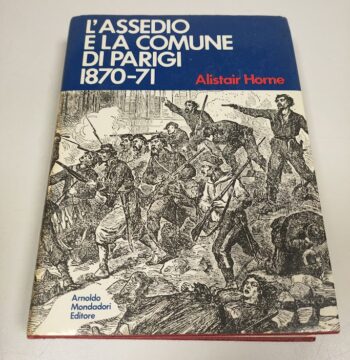 L'ASSEDIO
E LA COMUNE
DI PARIGI
1870-71
Alistair Horne
Arnoldo
Mondadori
Editore